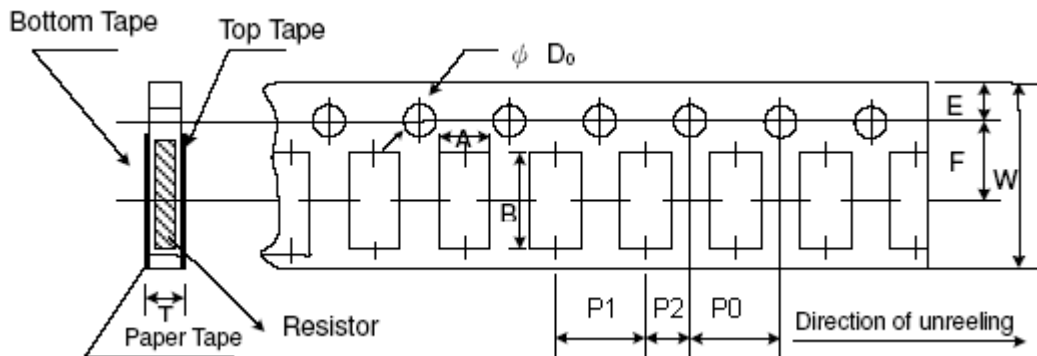 Bottom Tape
Top Tape
ϕ D₀
E
A
F
W
B
T
P1
P2
P0
Paper Tape
Resistor
Direction of unreeling